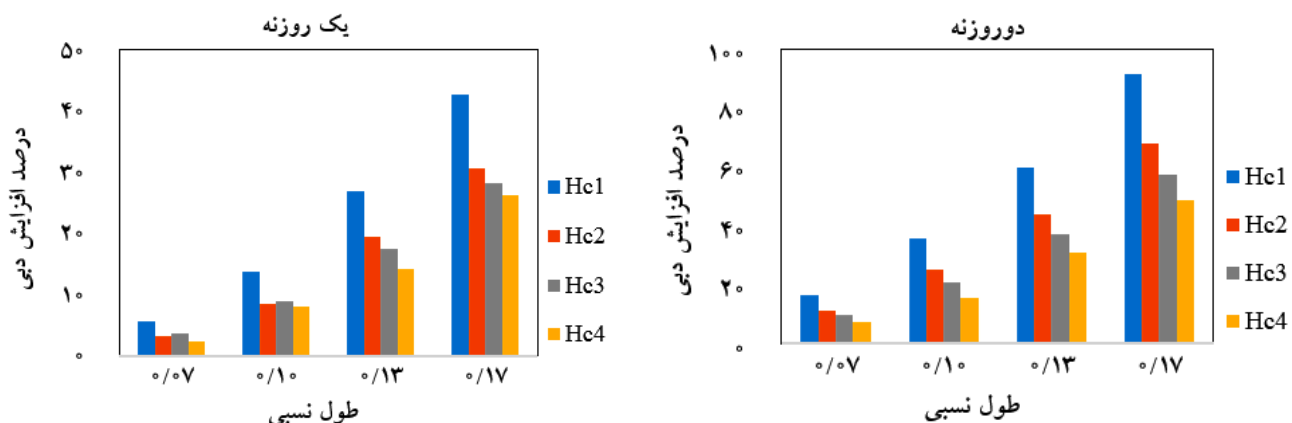 یک روزنه
درصد افزایش دبی
۵۰
۴۰
۳۰
۲۰
۱۰
۰
۰/۰۷ ۰/۱۰ ۰/۱۳ ۰/۱۷
طول نسبی
Hc1
Hc2
Hc3
Hc4
دوروزنه
درصد افزایش دبی
۱۰۰
۸۰
۶۰
۴۰
۲۰
۰
۰/۰۷ ۰/۱۰ ۰/۱۳ ۰/۱۷
طول نسبی
Hc1
Hc2
Hc3
Hc4